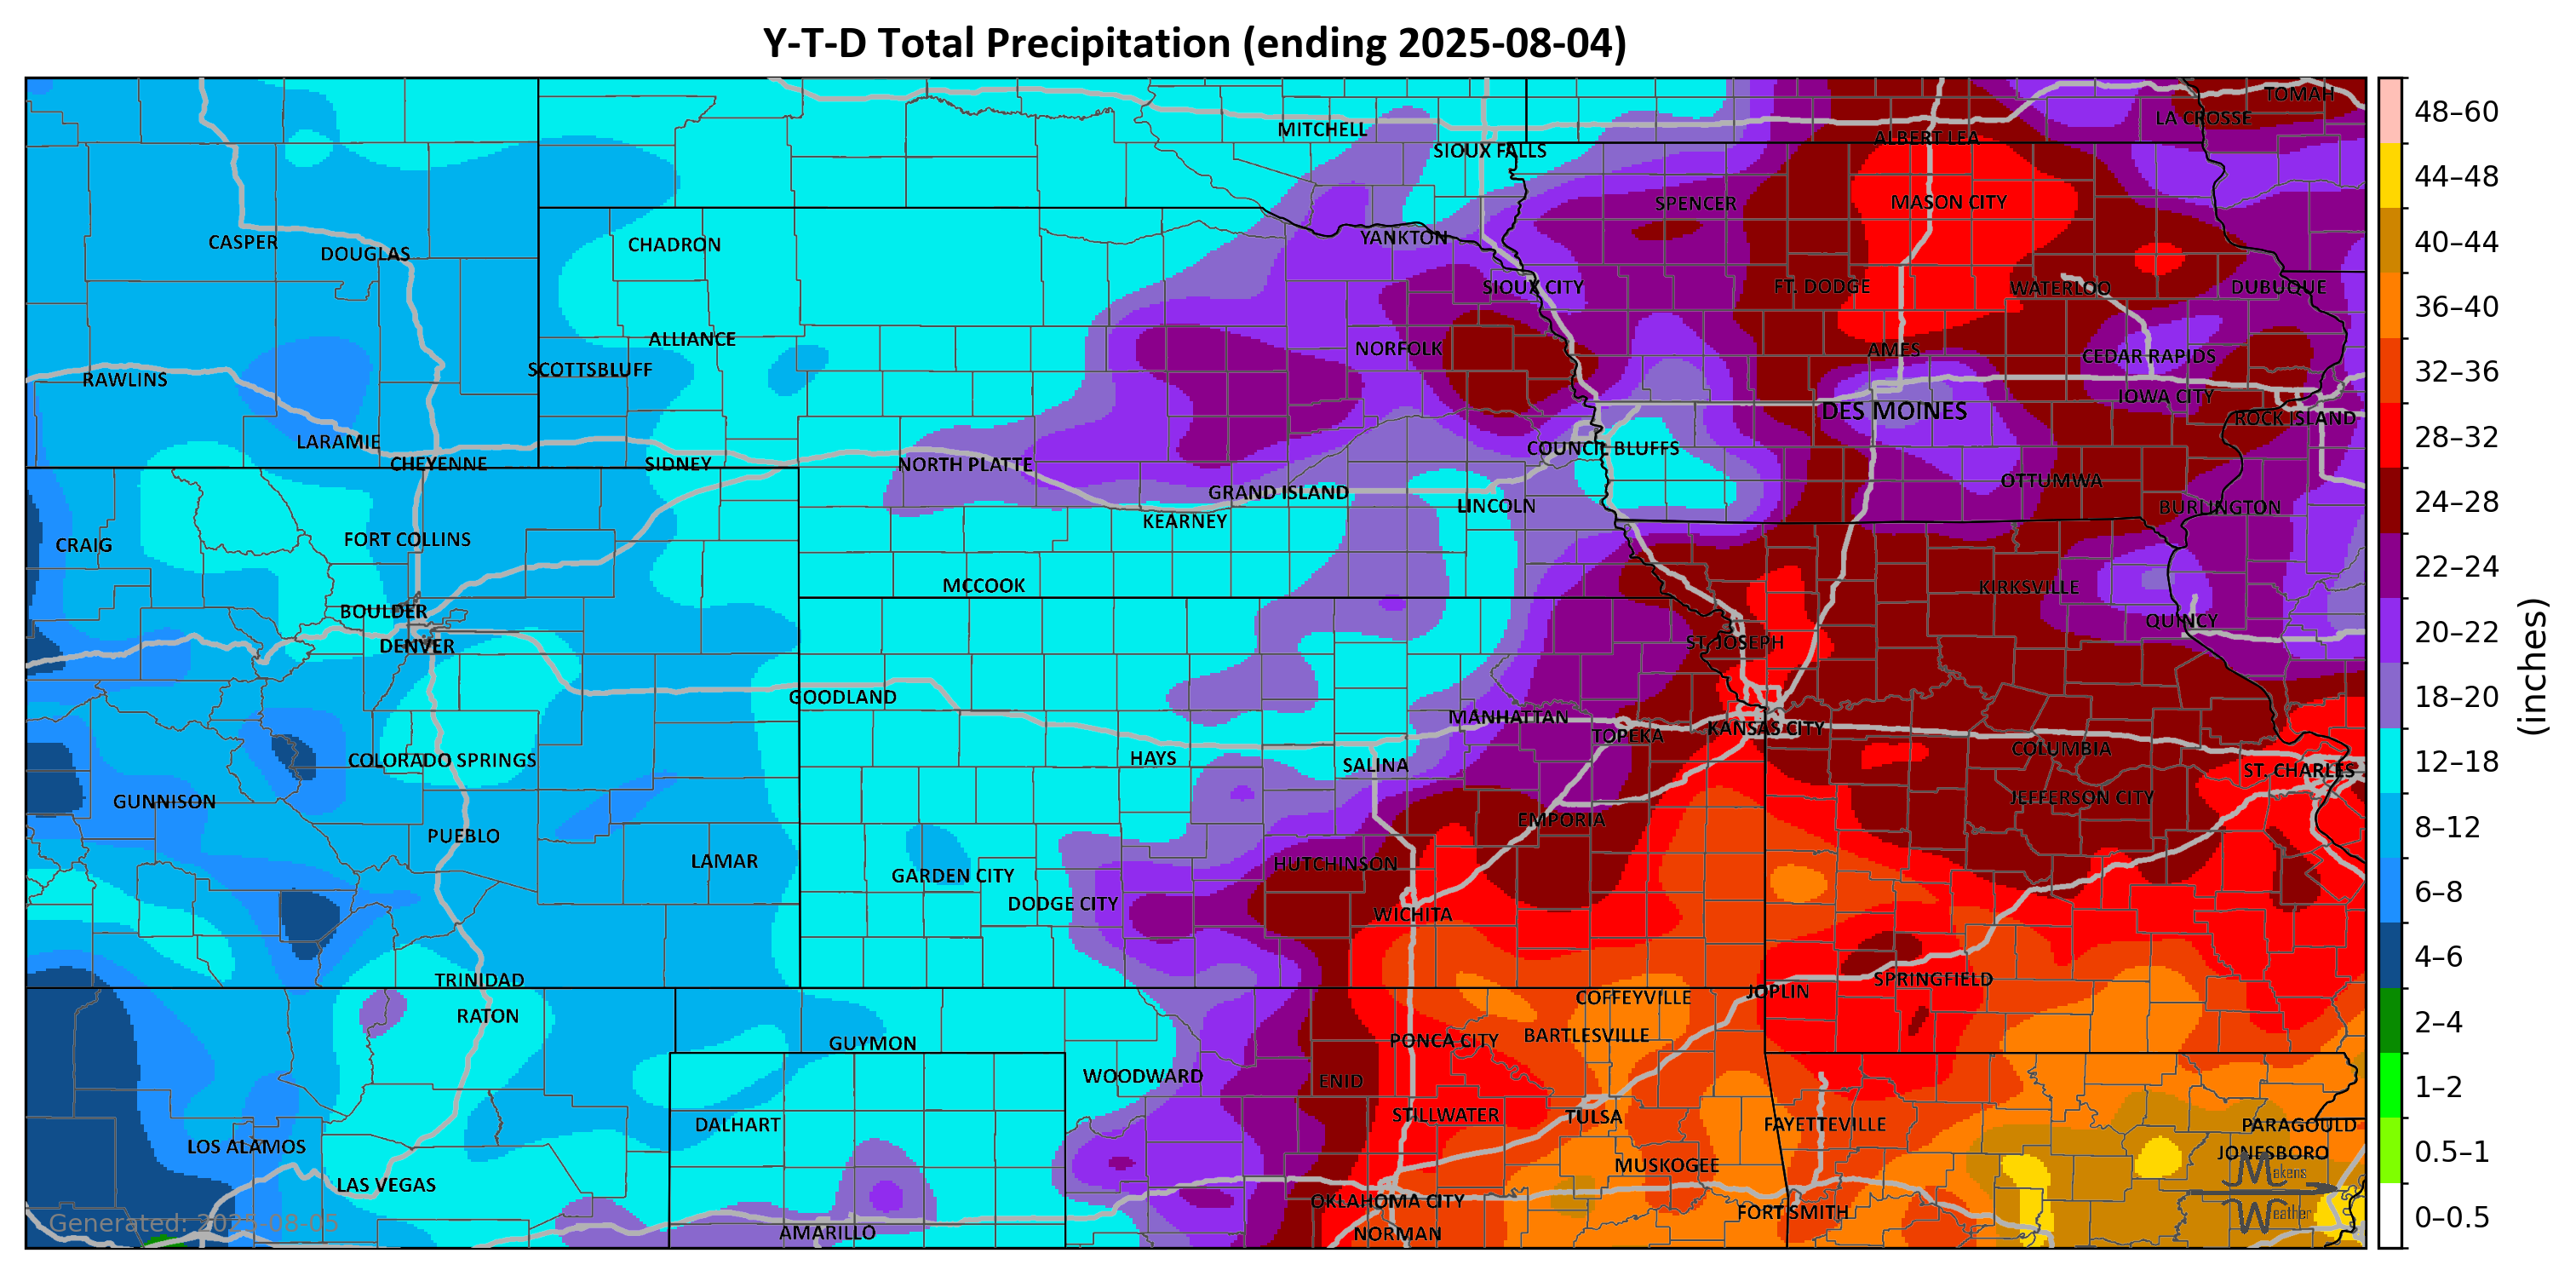 Y-T-D Total Precipitation (ending 2025-08-04)
TOMAH
LA CROSSE
MITCHELL
ALBERT LEA
SIOUX FALLS
SPENCER
MASON CITY
CASPER
DOUGLAS
CHADRON
YANKTON
SIOUX CITY
FT. DODGE
WATERLOO
DUBUQUE
ALLIANCE
NORFOLK
AMES
CEDAR RAPIDS
SCOTTSBLUFF
RAWLINS
IOWA CITY
DES MOINES
ROCK ISLAND
LARAMIE
COUNCIL BLUFFS
CHEYENNE
SIDNEY
NORTH PLATTE
OTTUMWA
GRAND ISLAND
LINCOLN
BURLINGTON
KEARNEY
CRAIG
FORT COLLINS
MCCOOK
KIRKSVILLE
BOULDER
QUINCY
DENVER
ST. JOSEPH
GOODLAND
MANHATTAN
KANSAS CITY
TOPEKA
COLUMBIA
HAYS
COLORADO SPRINGS
SALINA
ST. CHARLES
GUNNISON
JEFFERSON CITY
EMPORIA
PUEBLO
LAMAR
HUTCHINSON
GARDEN CITY
DODGE CITY
WICHITA
TRINIDAD
SPRINGFIELD
JOPLIN
COFFEYVILLE
RATON
BARTLESVILLE
GUYMON
PONCA CITY
WOODWARD
ENID
STILLWATER
TULSA
DALHART
FAYETTEVILLE
PARAGOULD
LOS ALAMOS
JONESBORO
MUSKOGEE
LAS VEGAS
OKLAHOMA CITY
FORT SMITH
AMARILLO
NORMAN
Generated: 2025-08-05
Makens
Weather
48–60
44–48
40–44
36–40
32–36
28–32
24–28
22–24
20–22
18–20
12–18
8–12
6–8
4–6
2–4
1–2
0.5–1
0–0.5
(inches)